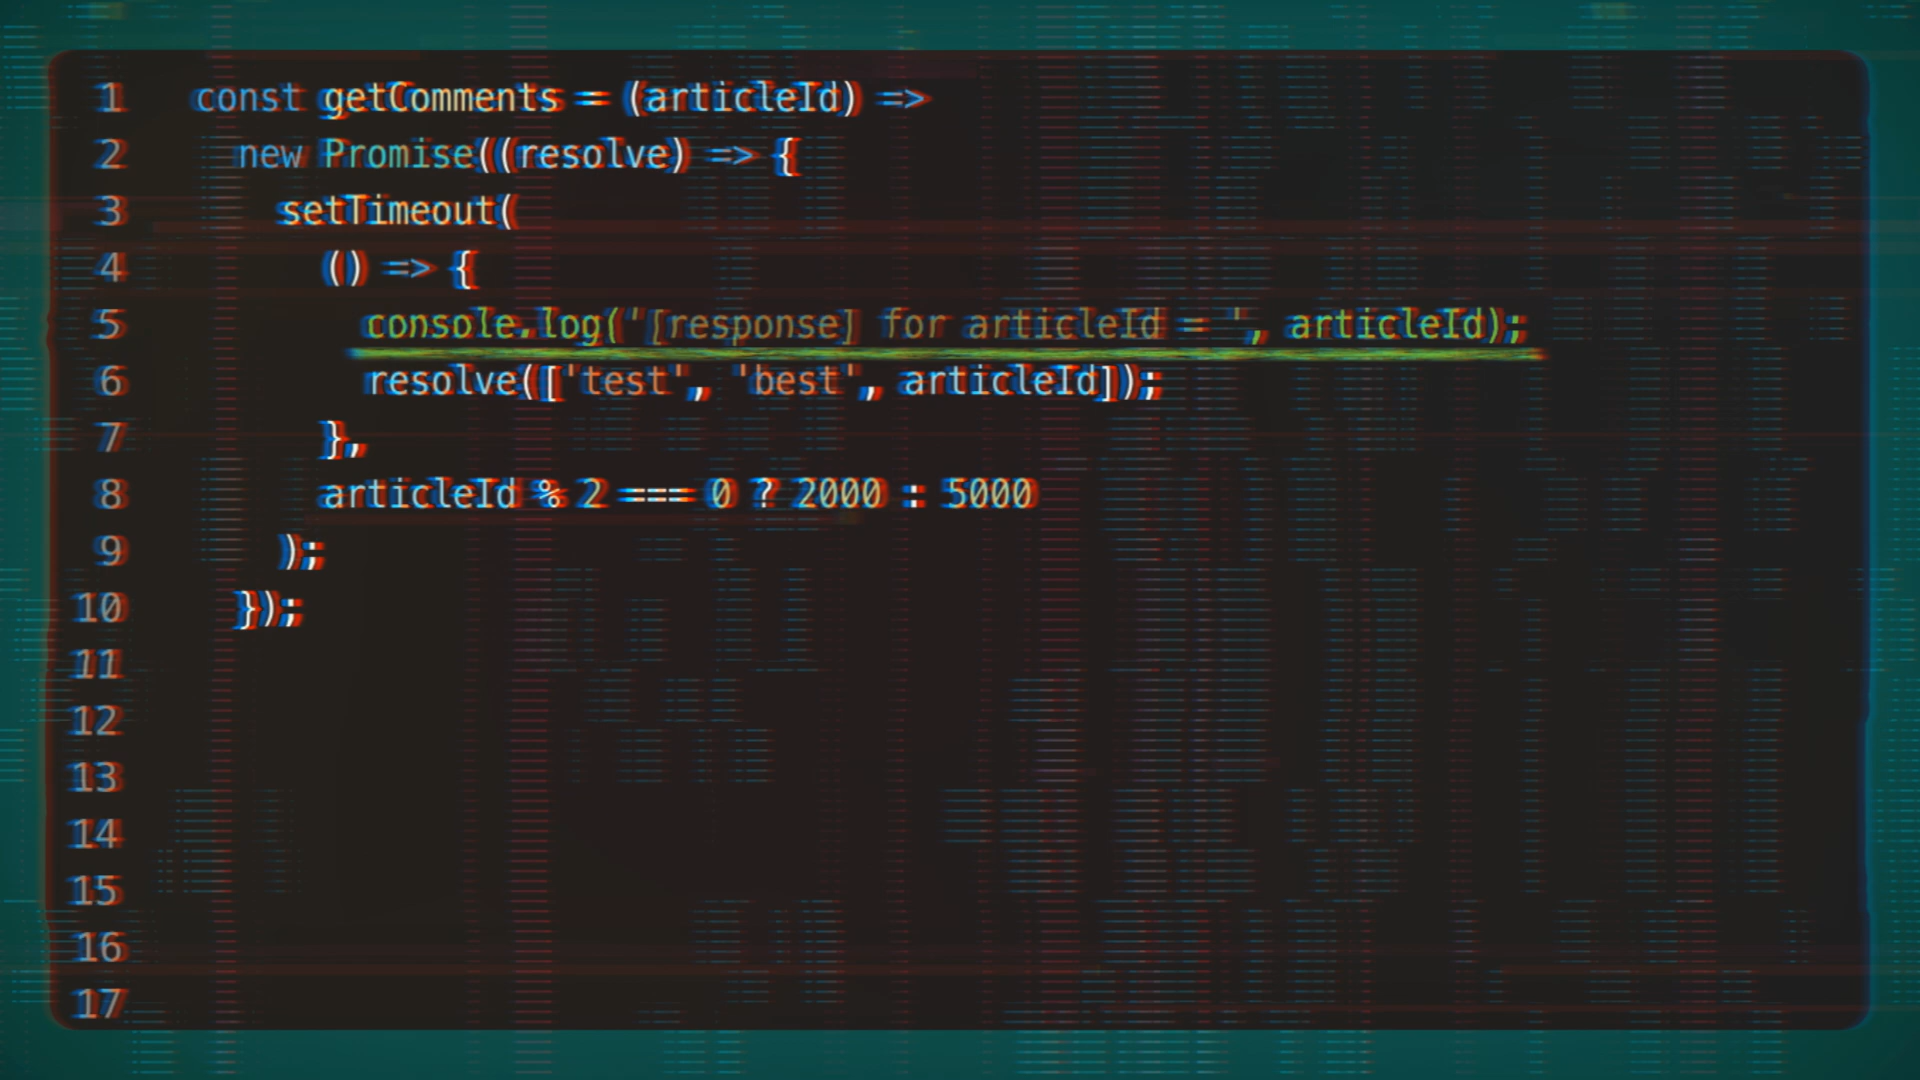 1 const getComments = (articleId) =>
2 new Promise((resolve) => {
3 setTimeout(
4 () => {
5 console.log('[response] for articleId = ', articleId);
6 resolve(['test', 'best', articleId]);
7 },
8 articleId % 2 === 0 ? 2000 : 5000
9 );
10 });
11
12
13
14
15
16
17